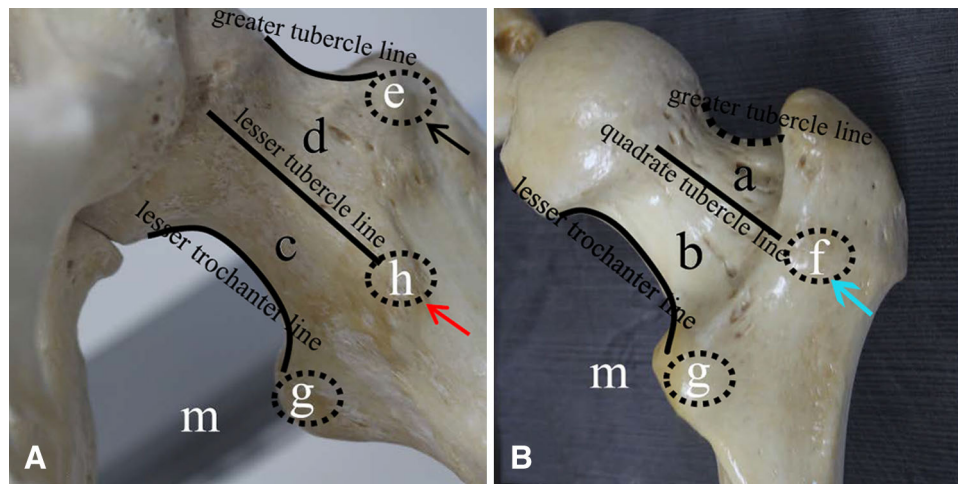 greater tubercle line
e
d
lesser tubercle line
c
h
lesser trochanter line
g
m
A
greater tubercle line
a
quadrate tubercle line
b
f
lesser trochanter line
g
m
B